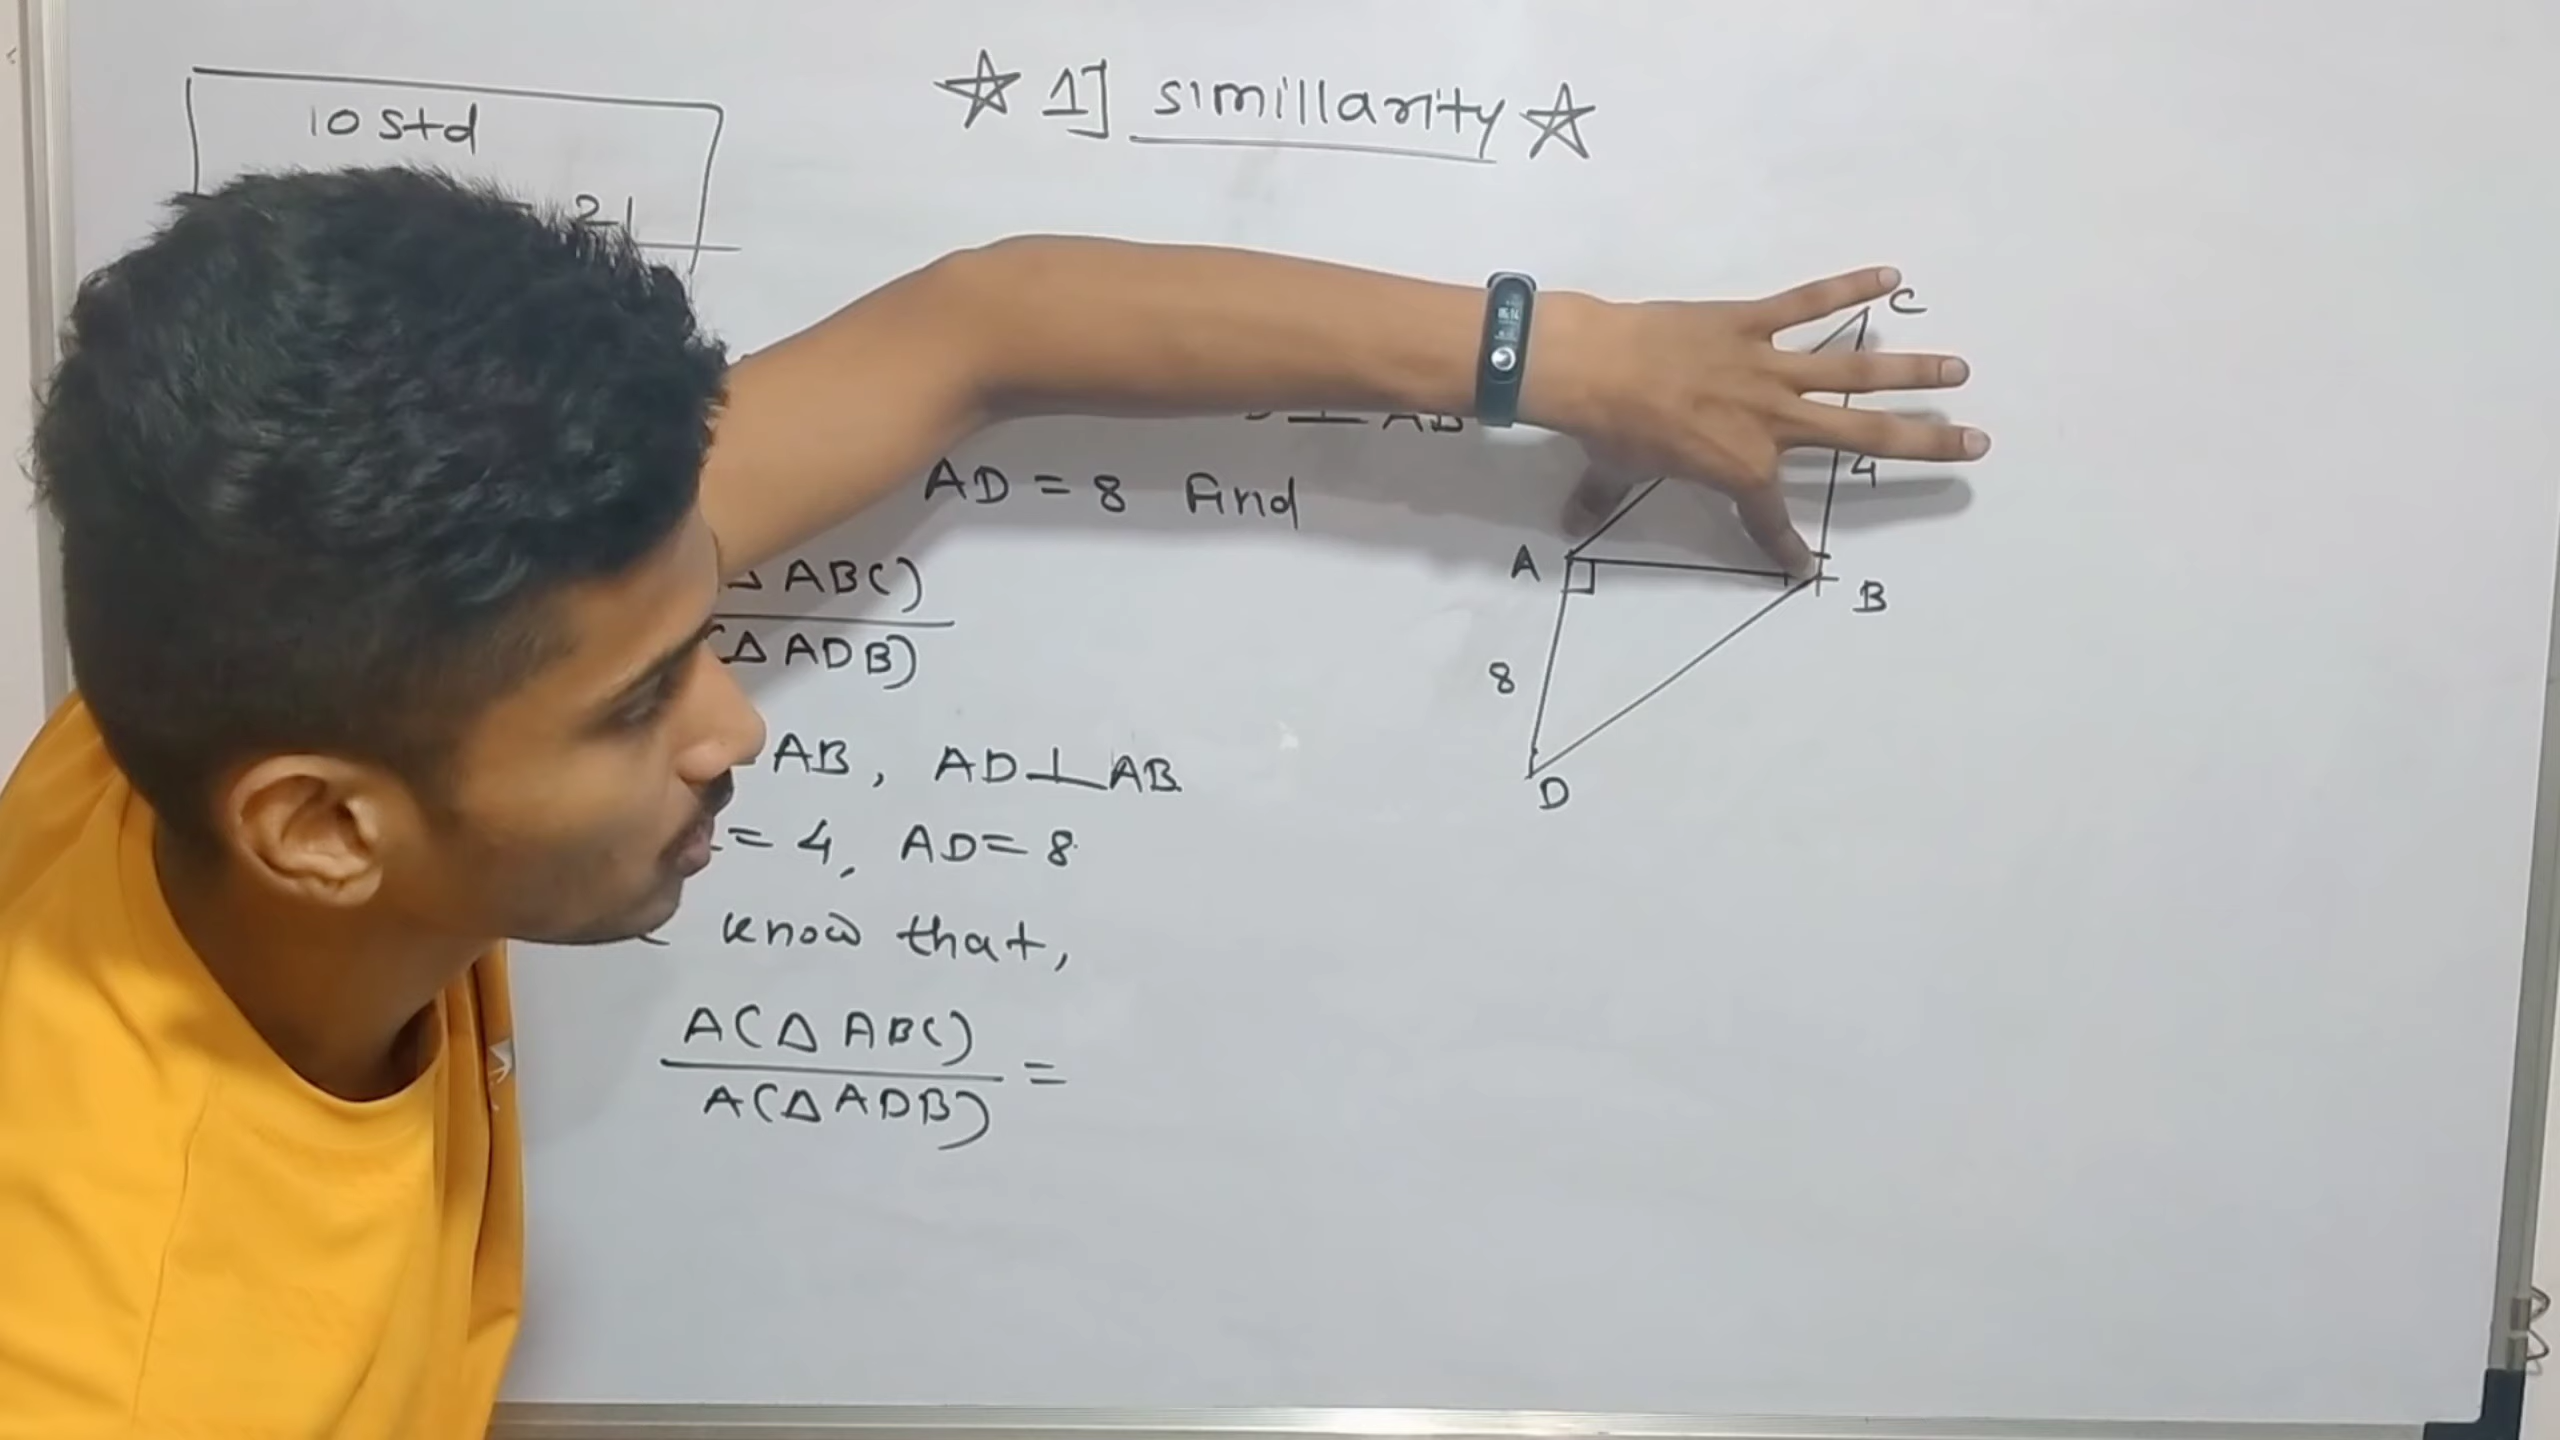 10 std
21
☆ 1] simillarity ☆
⊥ AB
AD = 8 Find
Δ ABC)
(Δ ADB)
AB, AD ⊥ AB
= 4, AD = 8
know that,
A(Δ ABC)
=
A(Δ ADB)
C
4
A
B
8
D